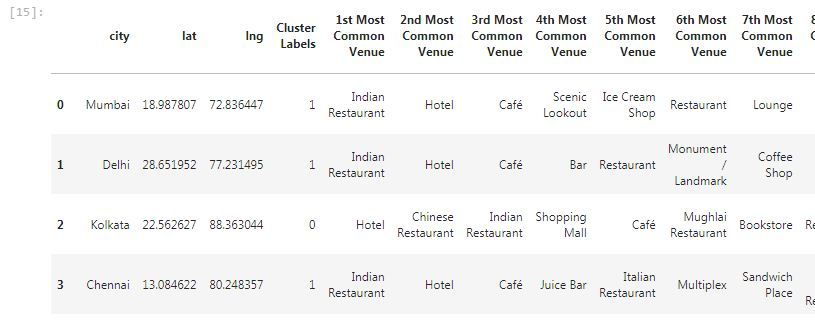 [15]:
city lat lng Cluster Labels 1st Most Common Venue 2nd Most Common Venue 3rd Most Common Venue 4th Most Common Venue 5th Most Common Venue 6th Most Common Venue 7th Most Common Venue
0 Mumbai 18.987807 72.836447 1 Indian Restaurant Hotel Café Scenic Lookout Ice Cream Shop Restaurant Lounge
1 Delhi 28.651952 77.231495 1 Indian Restaurant Hotel Café Bar Restaurant Monument / Landmark Coffee Shop
2 Kolkata 22.562627 88.363044 0 Hotel Chinese Restaurant Indian Restaurant Shopping Mall Café Mughlai Restaurant Bookstore
3 Chennai 13.084622 80.248357 1 Indian Restaurant Hotel Café Juice Bar Italian Restaurant Multiplex Sandwich Place